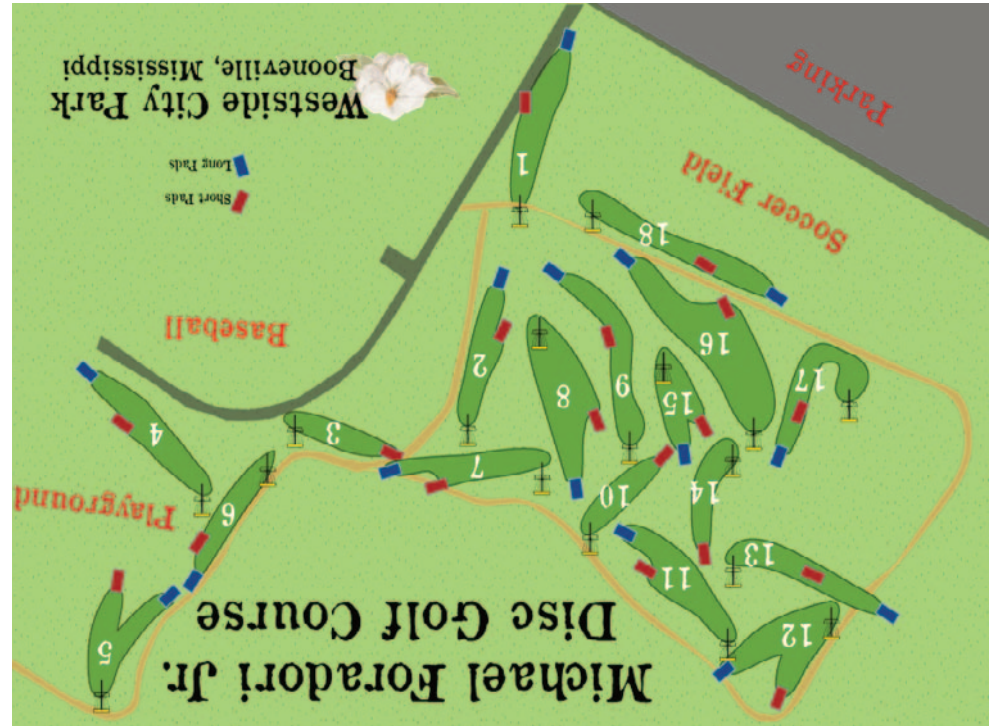 Michael Foradori Jr.
Disc Golf Course
5
12
11
13
6
Playground
10
14
7
4
3
8
15
9
17
2
16
Baseball
18
Soccer Field
Short Pads
Long Pads
1
Westside City Park
Booneville, Mississippi
Parking